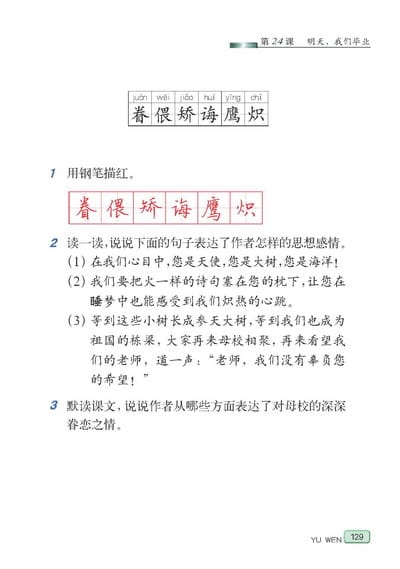 第24课 明天，我们毕业
juàn wēi jiǎo huì yīng chì
眷 偎 矫 诲 鹰 炽
1 用钢笔描红。
眷 偎 矫 诲 鹰 炽
2 读一读，说说下面的句子表达了作者怎样的思想感情。
(1) 在我们心目中，您是天使，您是大树，您是海洋！
(2) 我们要把火一样的诗句塞在您的枕下，让您在
睡梦中也能感受到我们炽热的心跳。
(3) 等到这些小树长成参天大树，等到我们也成为
祖国的栋梁，大家再来母校相聚，再来看望我
们的老师，道一声：“老师，我们没有辜负您
的希望！”
3 默读课文，说说作者从哪些方面表达了对母校的深深
眷恋之情。
YU WEN 129